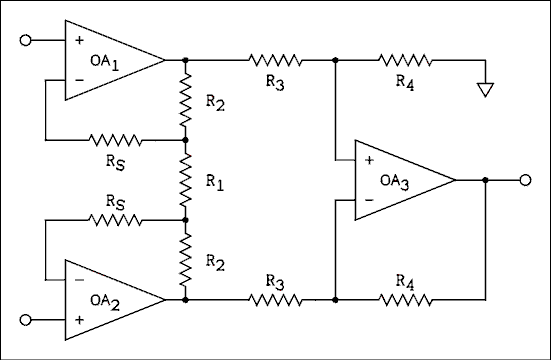 +
OA1
−
R2
R3
R4
RS
R1
+
OA3
−
RS
R2
−
OA2
+
R3
R4